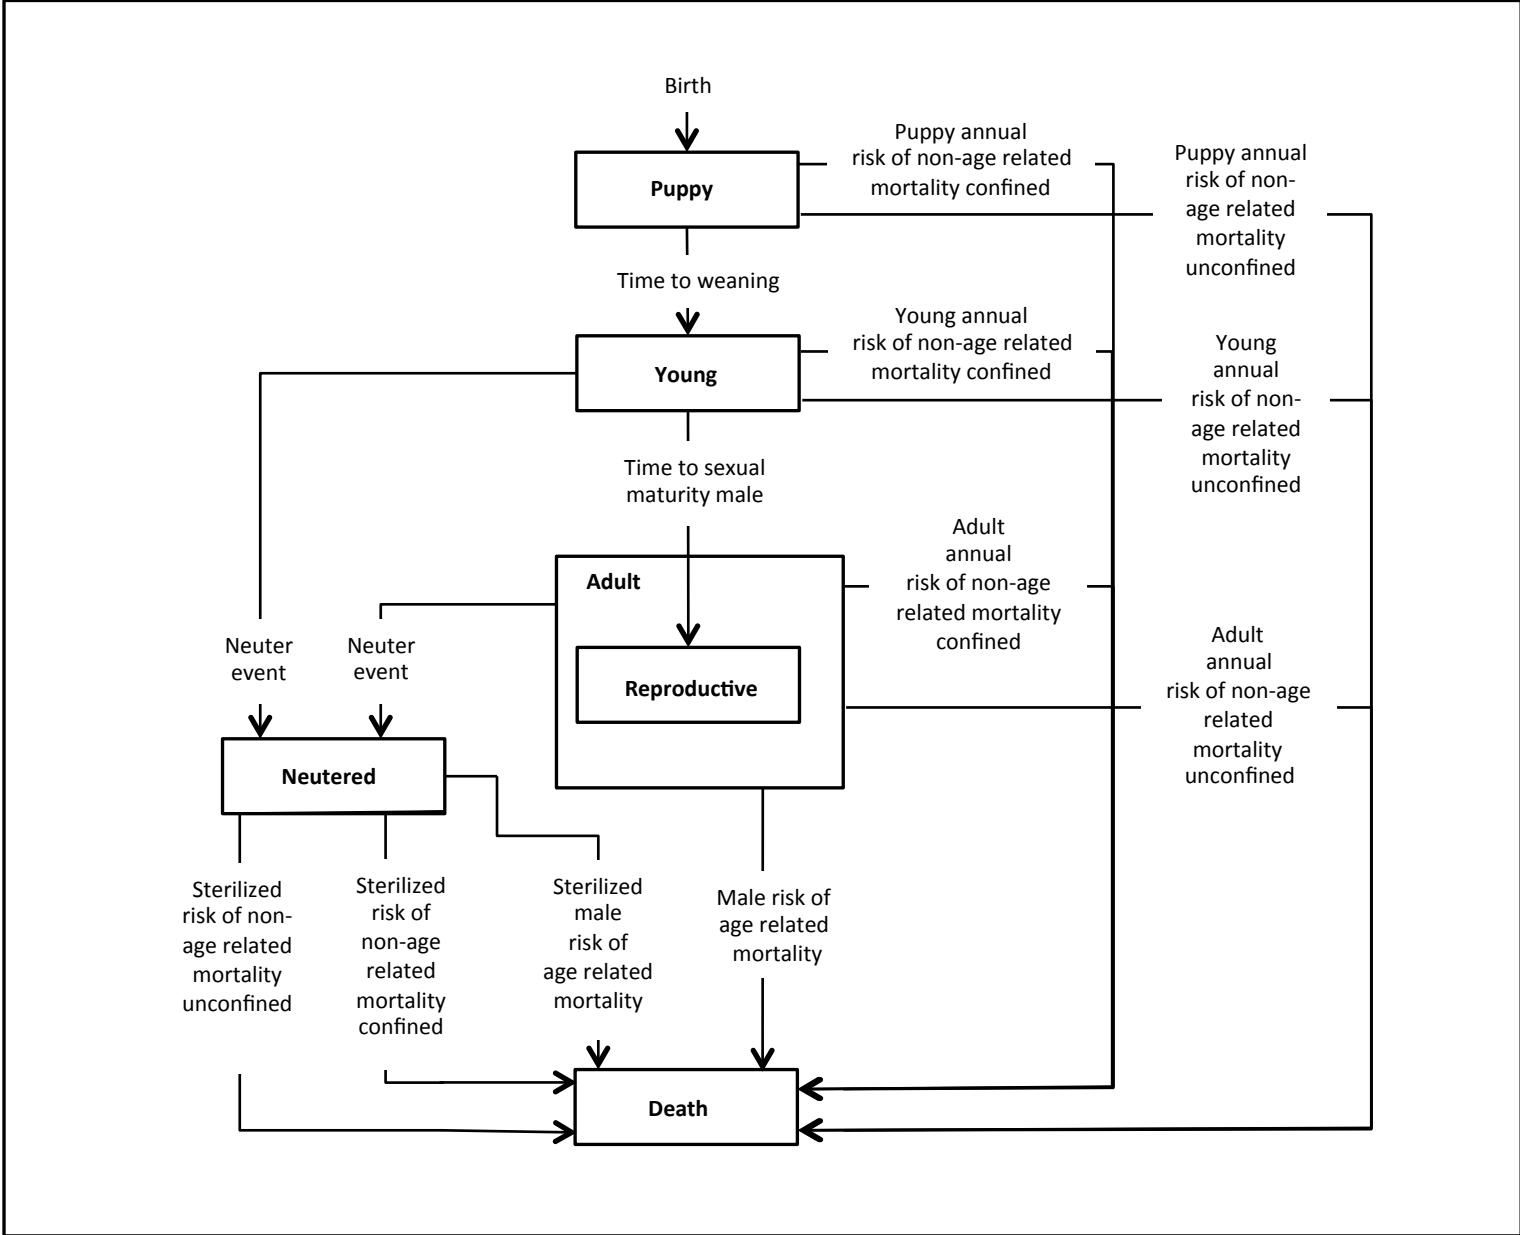 Birth
Puppy
Puppy annual
risk of non-age related
mortality confined
Puppy annual
risk of non-
age related
mortality
unconfined
Time to weaning
Young
Young annual
risk of non-age related
mortality confined
Young
annual
risk of non-
age related
mortality
unconfined
Time to sexual
maturity male
Adult
Reproductive
Adult
annual
risk of non-age
related mortality
confined
Adult
annual
risk of non-age
related
mortality
unconfined
Neuter
event
Neuter
event
Neutered
Sterilized
risk of non-
age related
mortality
unconfined
Sterilized
risk of
non-age
related
mortality
confined
Sterilized
male
risk of
age related
mortality
Male risk of
age related
mortality
Death